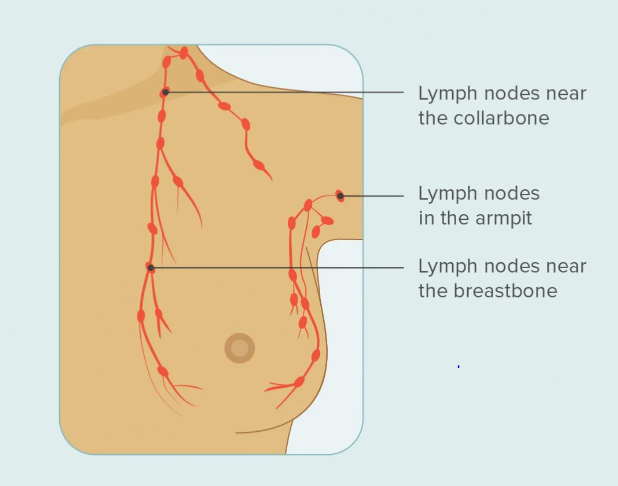 Lymph nodes near
the collarbone
Lymph nodes
in the armpit
Lymph nodes near
the breastbone